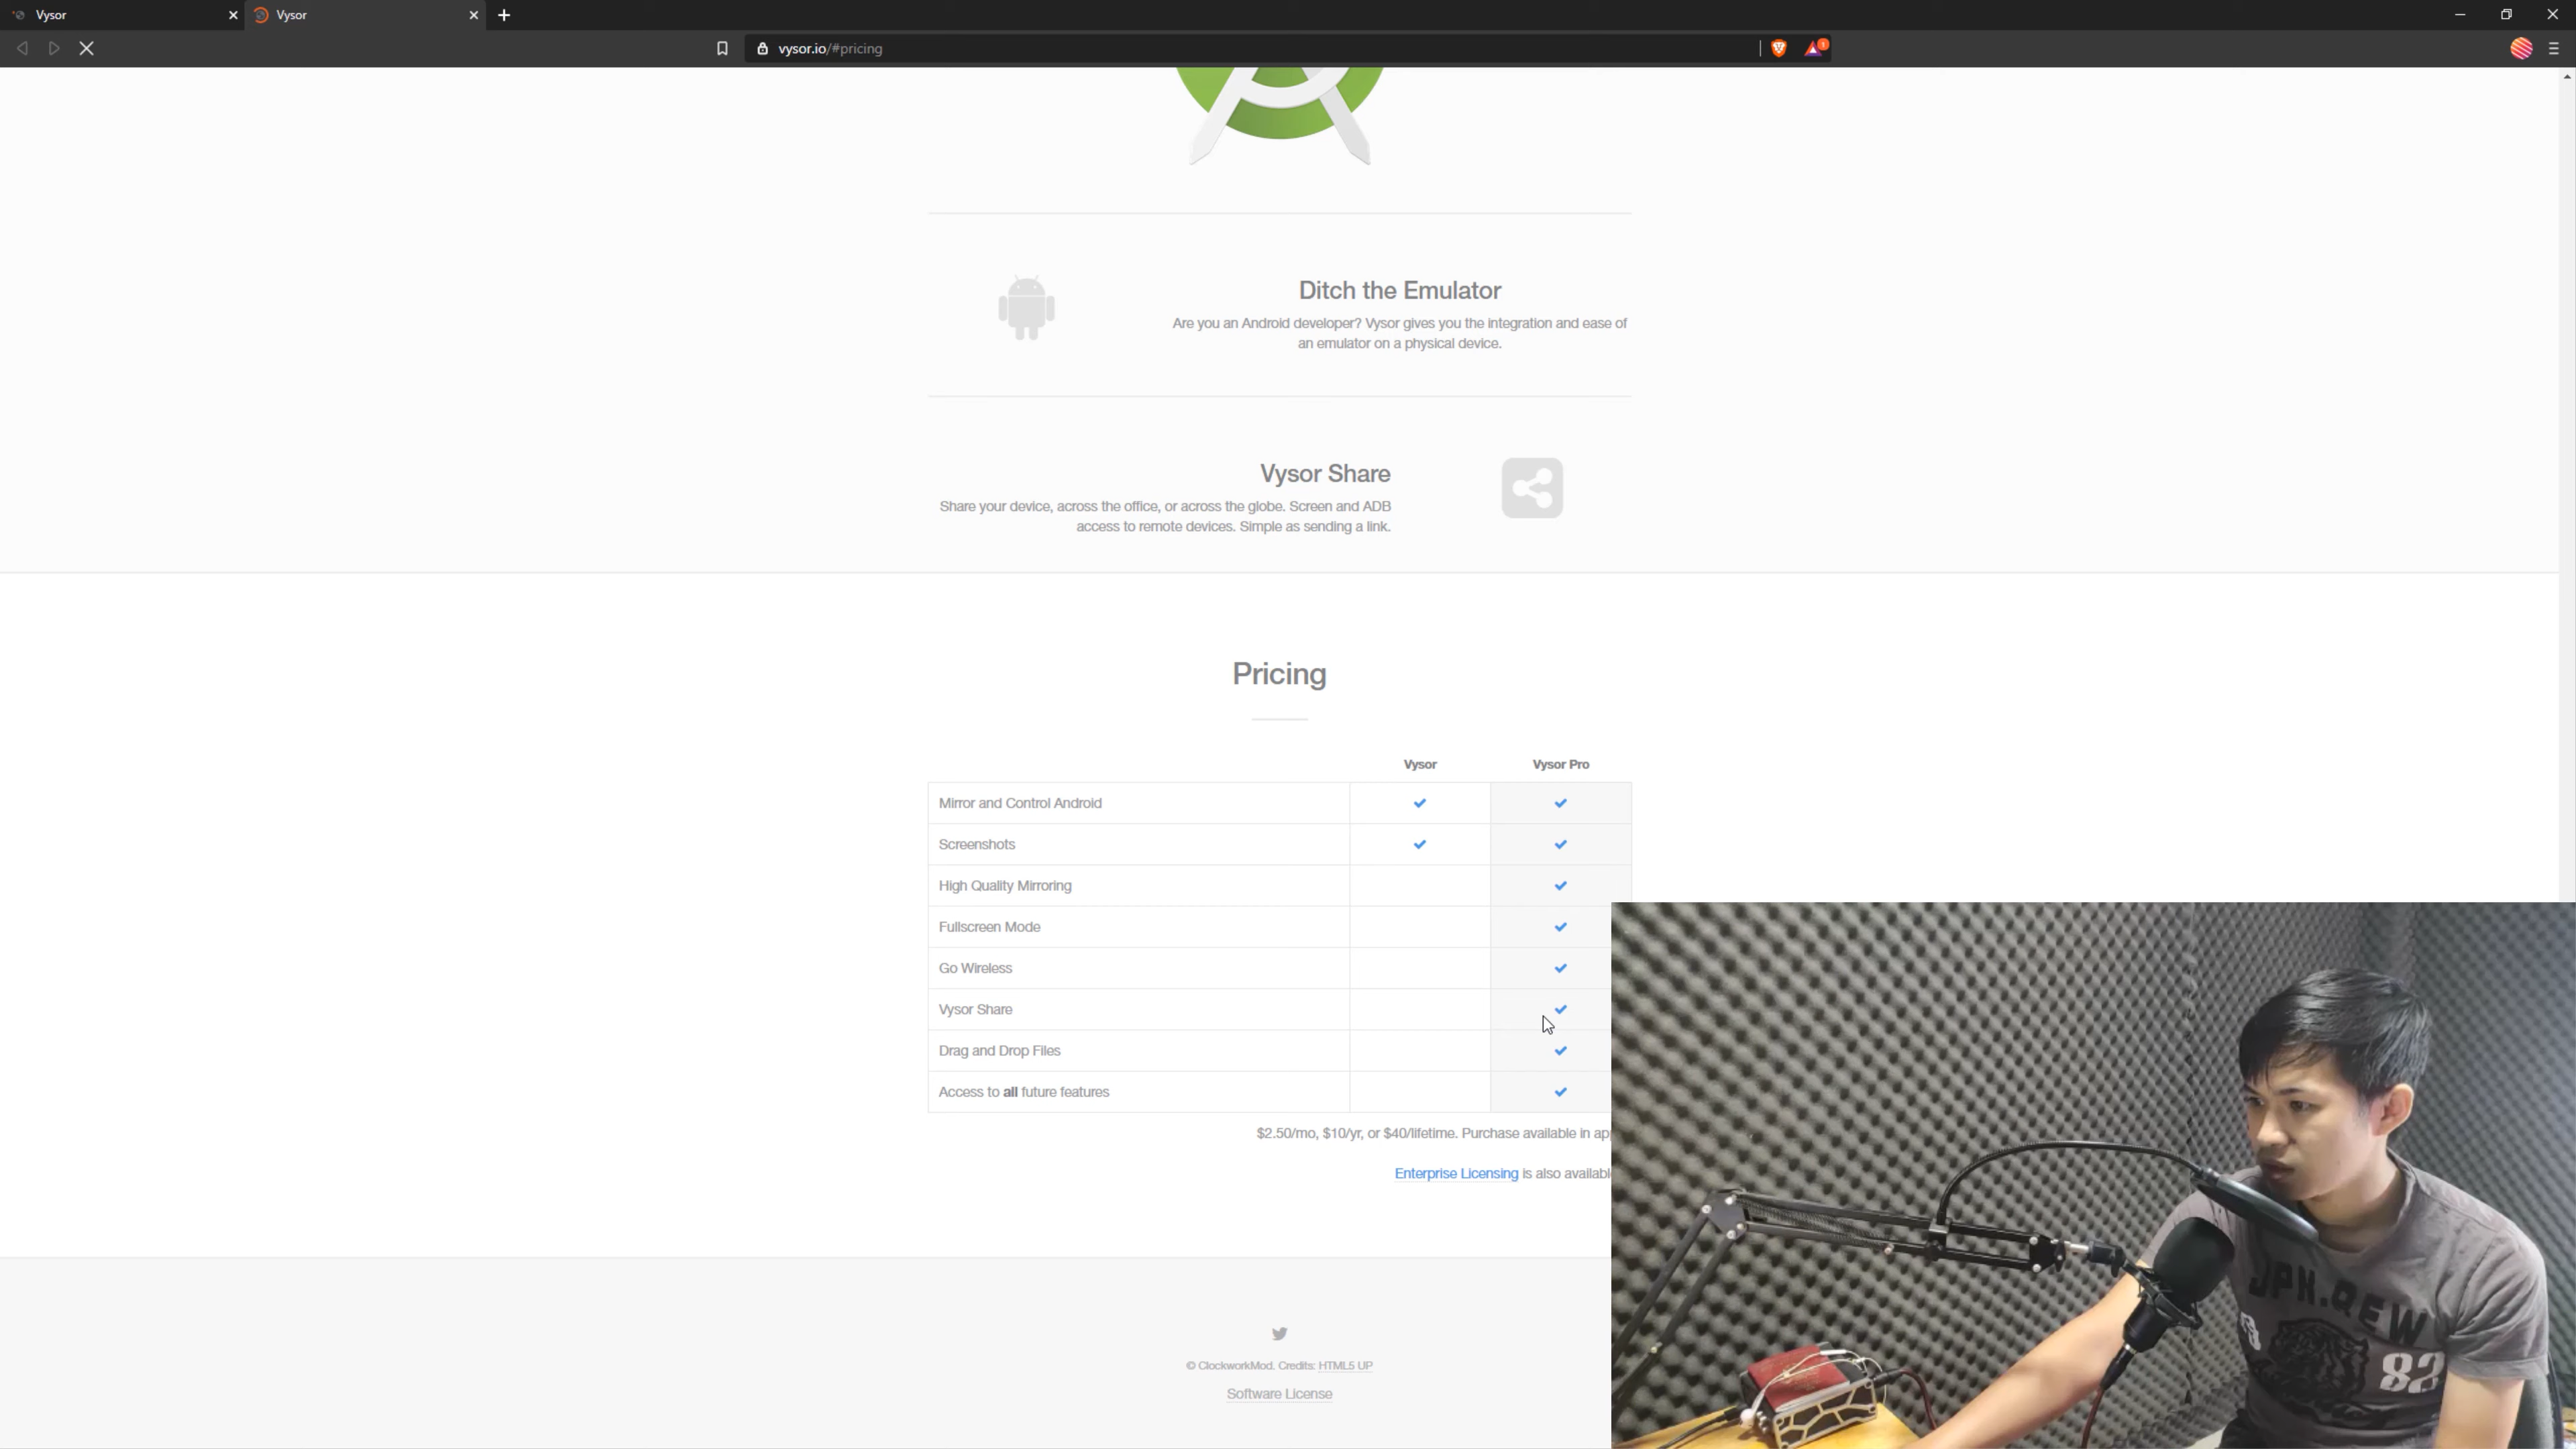 Vysor
Vysor
vysor.io/#pricing
1
Ditch the Emulator
Are you an Android developer? Vysor gives you the integration and ease of
an emulator on a physical device.
Vysor Share
Share your device, across the office, or across the globe. Screen and ADB
access to remote devices. Simple as sending a link.
Pricing
Vysor Vysor Pro
Mirror and Control Android
Screenshots
High Quality Mirroring
Fullscreen Mode
Go Wireless
Vysor Share
Drag and Drop Files
Access to all future features
$2.50/mo, $10/yr, or $40/lifetime. Purchase available in
Enterprise Licensing is also
© ClockworkMod. Credits: HTML5 UP
Software License
82